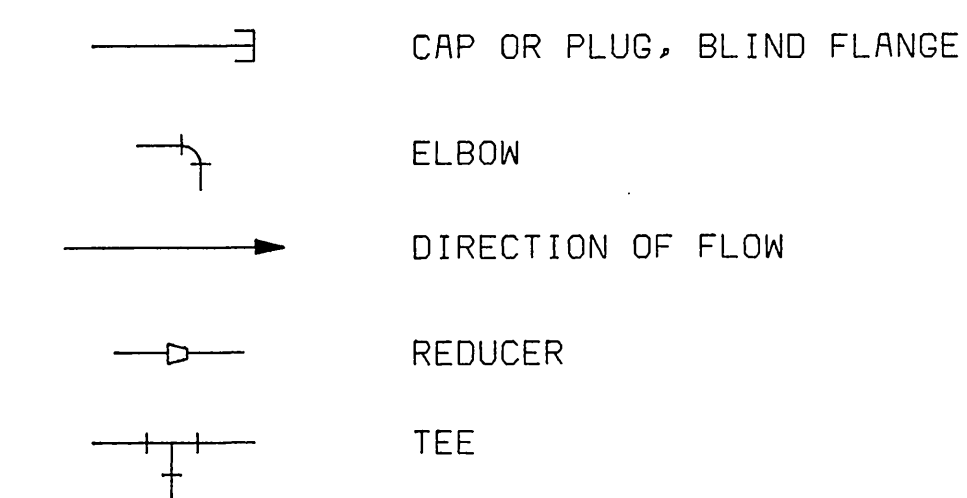 CAP OR PLUG, BLIND FLANGE
ELBOW
DIRECTION OF FLOW
REDUCER
TEE